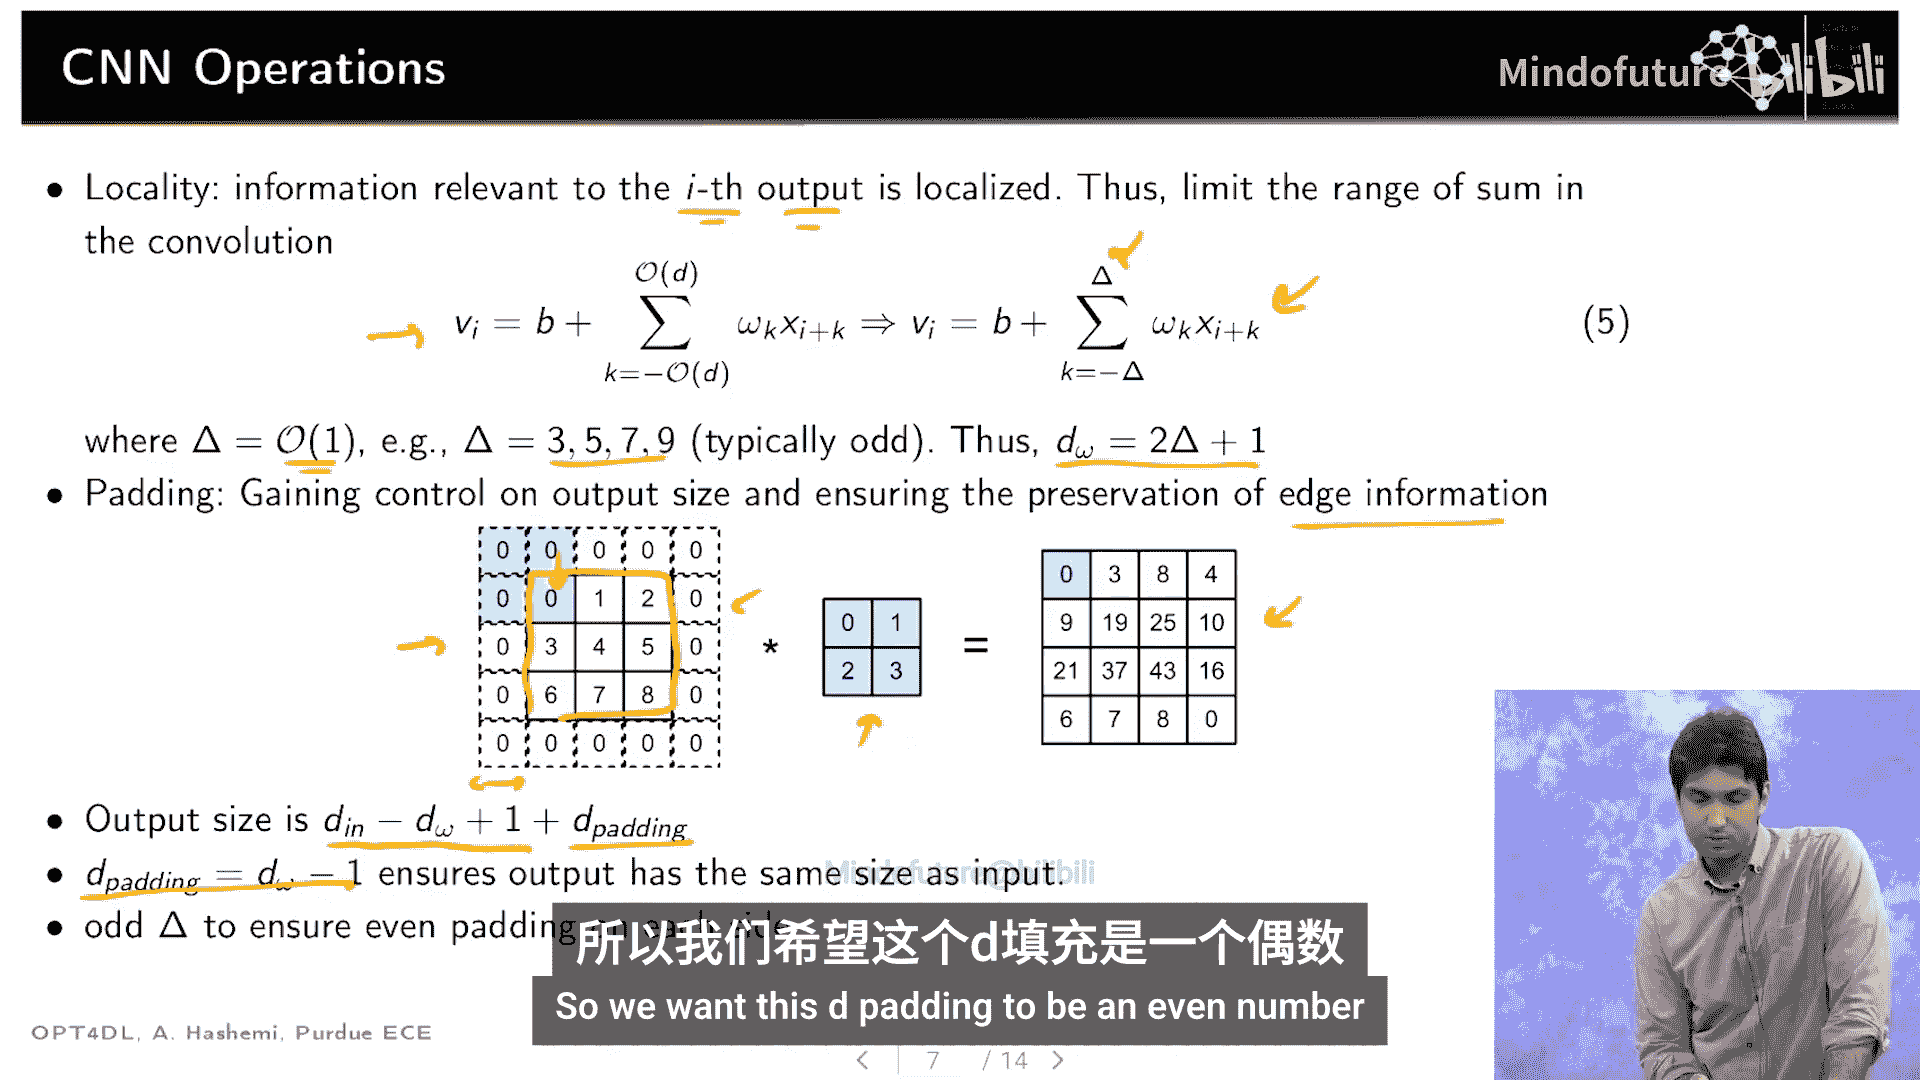 CNN Operations
Mindofuture bilibili
• Locality: information relevant to the i-th output is localized. Thus, limit the range of sum in
the convolution
v_i = b + ∑_{k=−𝒪(d)}^{𝒪(d)} ω_k x_{i+k} ⇒ v_i = b + ∑_{k=−Δ}^{Δ} ω_k x_{i+k} (5)
where Δ = 𝒪(1), e.g., Δ = 3, 5, 7, 9 (typically odd). Thus, d_ω = 2Δ + 1
• Padding: Gaining control on output size and ensuring the preservation of edge information
0 0 0 0 0
0 0 1 2 0
0 3 4 5 0
0 6 7 8 0
0 0 0 0 0
*
0 1
2 3
=
0 3 8 4
9 19 25 10
21 37 43 16
6 7 8 0
• Output size is d_in − d_ω + 1 + d_padding
• d_padding = d_ω − 1 ensures output has the same size as input.
Mindofuture@bilibili
• odd Δ to ensure even padding on each side
所以我们希望这个d填充是一个偶数
So we want this d padding to be an even number
OPT4DL, A. Hashemi, Purdue ECE
7 / 14